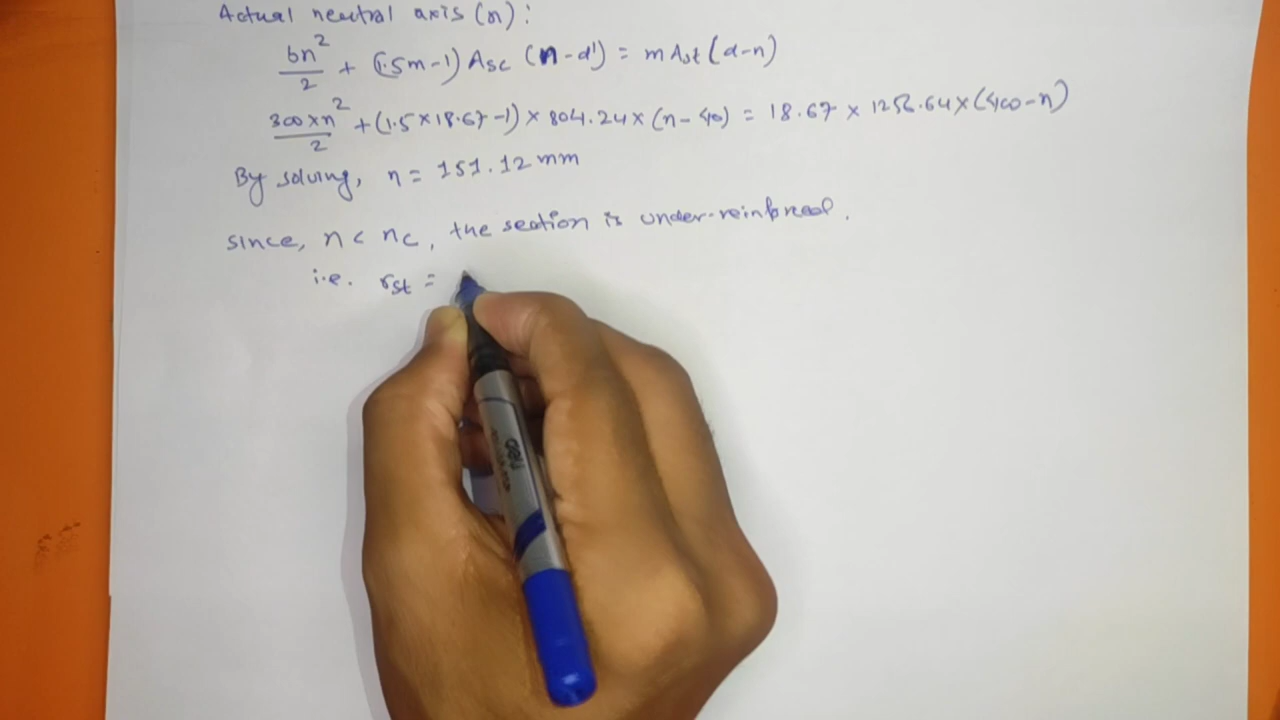 Actual neutral axis (n):
bn²/2 + (1.5m-1) Asc (n-d') = m Ast (d-n)
300×n²/2 + (1.5×18.67-1) × 804.24 × (n-40) = 18.67 × 1256.64 × (400-n)
By solving, n = 151.12 mm
since, n < nc, the section is under-reinforced.
i.e. σst =
deli